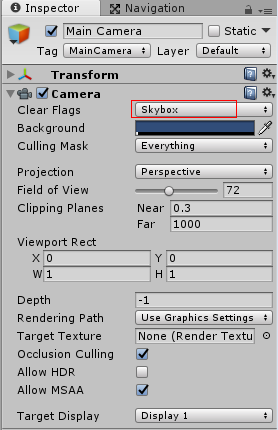 Inspector Navigation
Main Camera Static
Tag MainCamera Layer Default
Transform
Camera
Clear Flags Skybox
Background
Culling Mask Everything
Projection Perspective
Field of View 72
Clipping Planes Near 0.3
Far 1000
Viewport Rect
X 0 Y 0
W 1 H 1
Depth -1
Rendering Path Use Graphics Settings
Target Texture None (Render Textu
Occlusion Culling
Allow HDR
Allow MSAA
Target Display Display 1